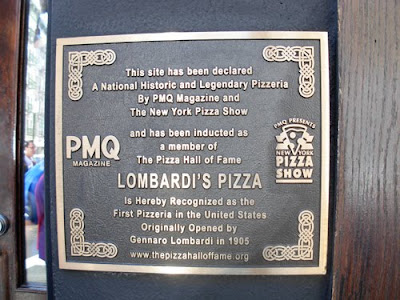 This site has been declared
A National Historic and Legendary Pizzeria
By PMQ Magazine and
The New York Pizza Show
and has been inducted as
a member of
The Pizza Hall of Fame
PMQ
MAGAZINE
PMQ PRESENTS
NEW YORK
PIZZA
SHOW
LOMBARDI'S PIZZA
Is Hereby Recognized as the
First Pizzeria in the United States
Originally Opened by
Gennaro Lombardi in 1905
www.thepizzahalloffame.org